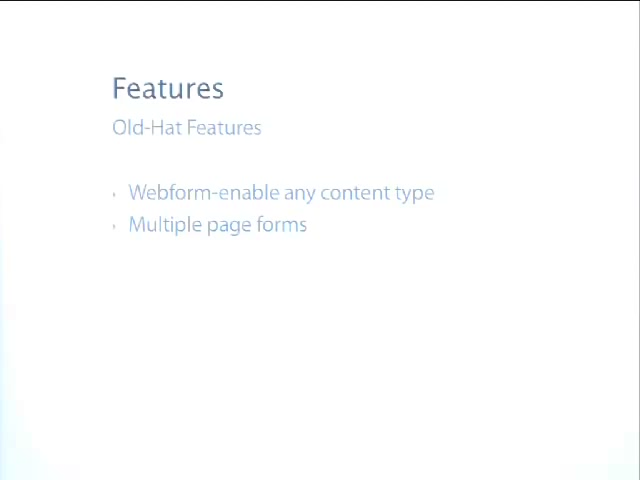 Features
Old-Hat Features
› Webform-enable any content type
› Multiple page forms